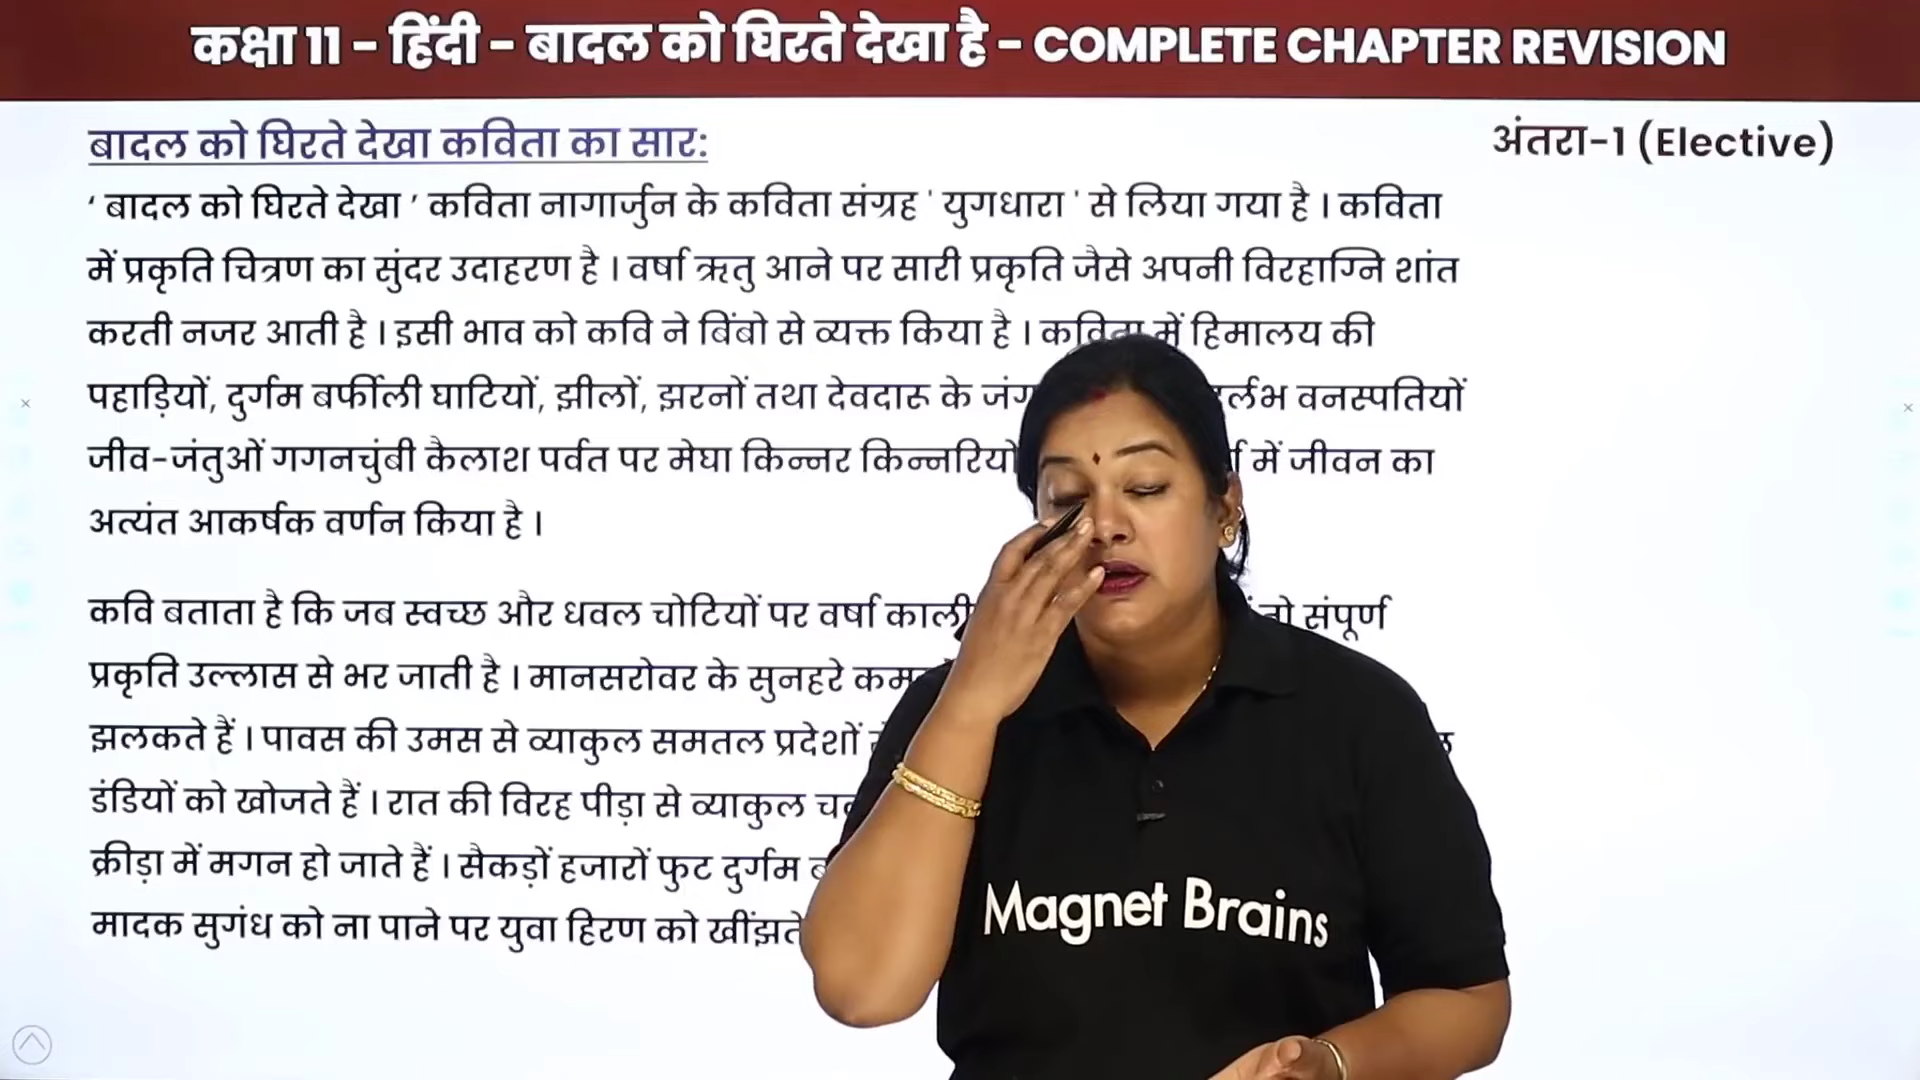 कक्षा 11 - हिंदी - बादल को घिरते देखा है - COMPLETE CHAPTER REVISION
बादल को घिरते देखा कविता का सार:
अंतरा-1 (Elective)
' बादल को घिरते देखा ' कविता नागार्जुन के कविता संग्रह ' युगधारा ' से लिया गया है । कविता
में प्रकृति चित्रण का सुंदर उदाहरण है । वर्षा ऋतु आने पर सारी प्रकृति जैसे अपनी विरहाग्नि शांत
करती नजर आती है । इसी भाव को कवि ने बिंबो से व्यक्त किया है । कविता में हिमालय की
पहाड़ियों, दुर्गम बर्फीली घाटियों, झीलों, झरनों तथा देवदारू के वनस्पतियों
जीव-जंतुओं गगनचुंबी कैलाश पर्वत पर मेघा किन्नर में जीवन का
अत्यंत आकर्षक वर्णन किया है ।
कवि बताता है कि जब स्वच्छ और धवल चोटियों पर वर्षा संपूर्ण
प्रकृति उल्लास से भर जाती है । मानसरोवर के सुनहरे
झलकते हैं । पावस की उमस से व्याकुल समतल प्रदेशों
डंडियों को खोजते हैं । रात की विरह पीड़ा से व्याकुल
क्रीड़ा में मगन हो जाते हैं । सैकड़ों हजारों फुट दुर्गम
मादक सुगंध को ना पाने पर युवा हिरण को
Magnet Brains